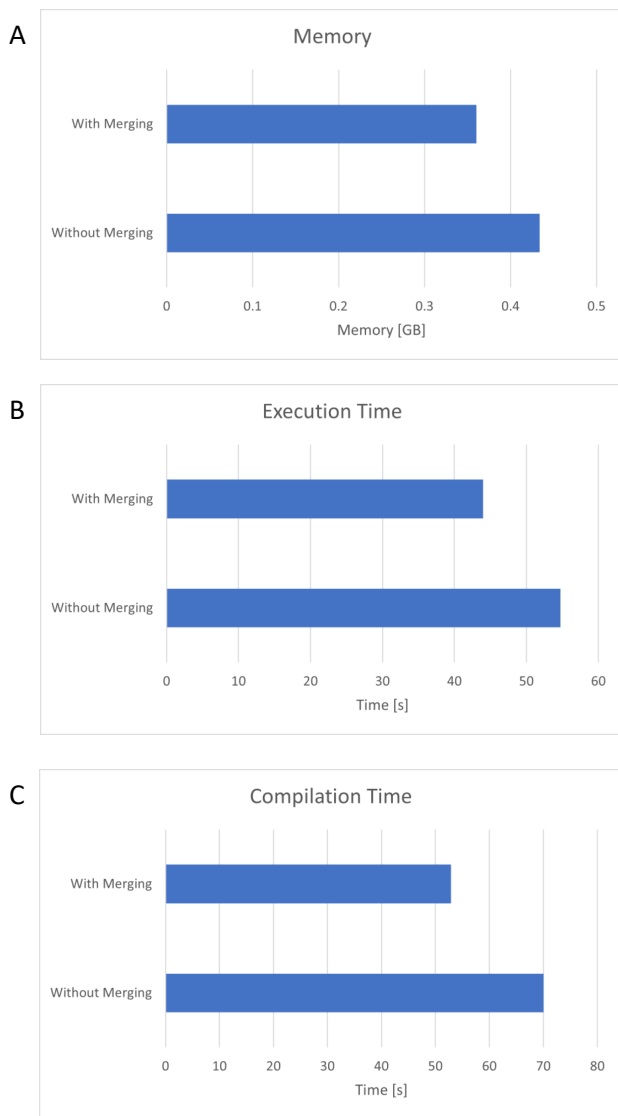 A
Memory
With Merging
Without Merging
0 0.1 0.2 0.3 0.4 0.5
Memory [GB]
B
Execution Time
With Merging
Without Merging
0 10 20 30 40 50 60
Time [s]
C
Compilation Time
With Merging
Without Merging
0 10 20 30 40 50 60 70 80
Time [s]